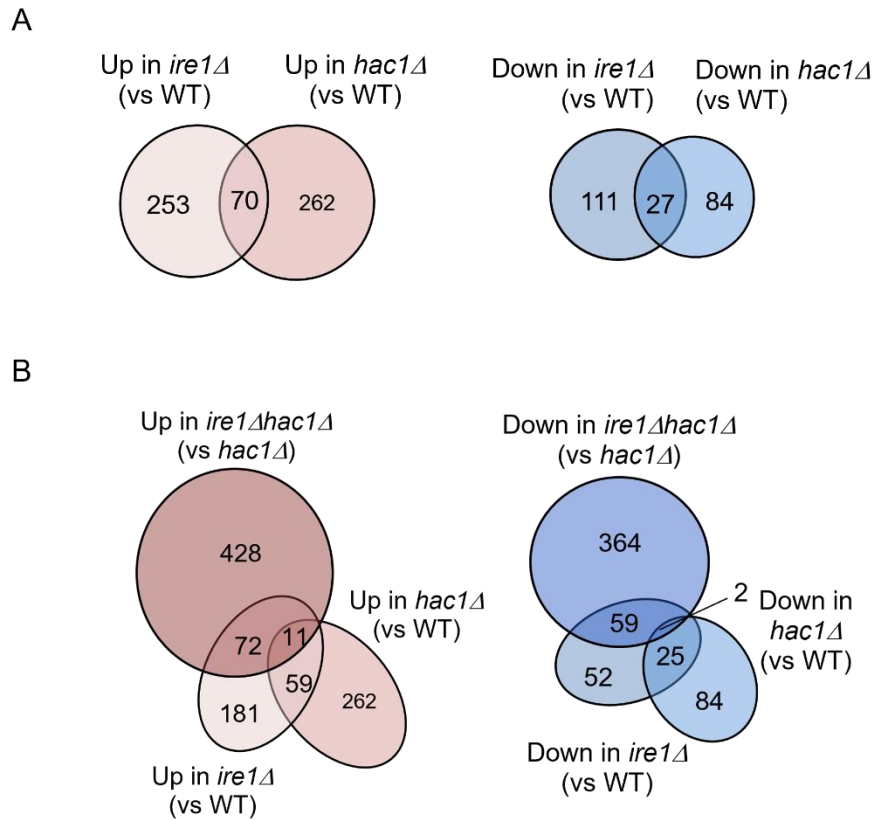 A
Up in ire1Δ
(vs WT)
Up in hac1Δ
(vs WT)
253
70
262
Down in ire1Δ
(vs WT)
Down in hac1Δ
(vs WT)
111
27
84
B
Up in ire1Δhac1Δ
(vs hac1Δ)
428
Up in hac1Δ
(vs WT)
72
11
59
181
262
Up in ire1Δ
(vs WT)
Down in ire1Δhac1Δ
(vs hac1Δ)
364
2
Down in
hac1Δ
(vs WT)
59
25
52
84
Down in ire1Δ
(vs WT)